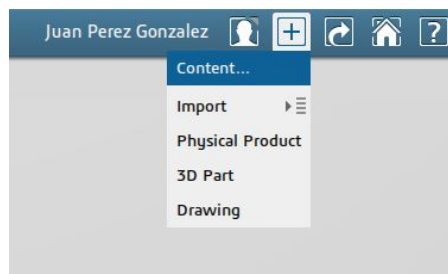 Juan Perez Gonzalez
Content...
Import
Physical Product
3D Part
Drawing